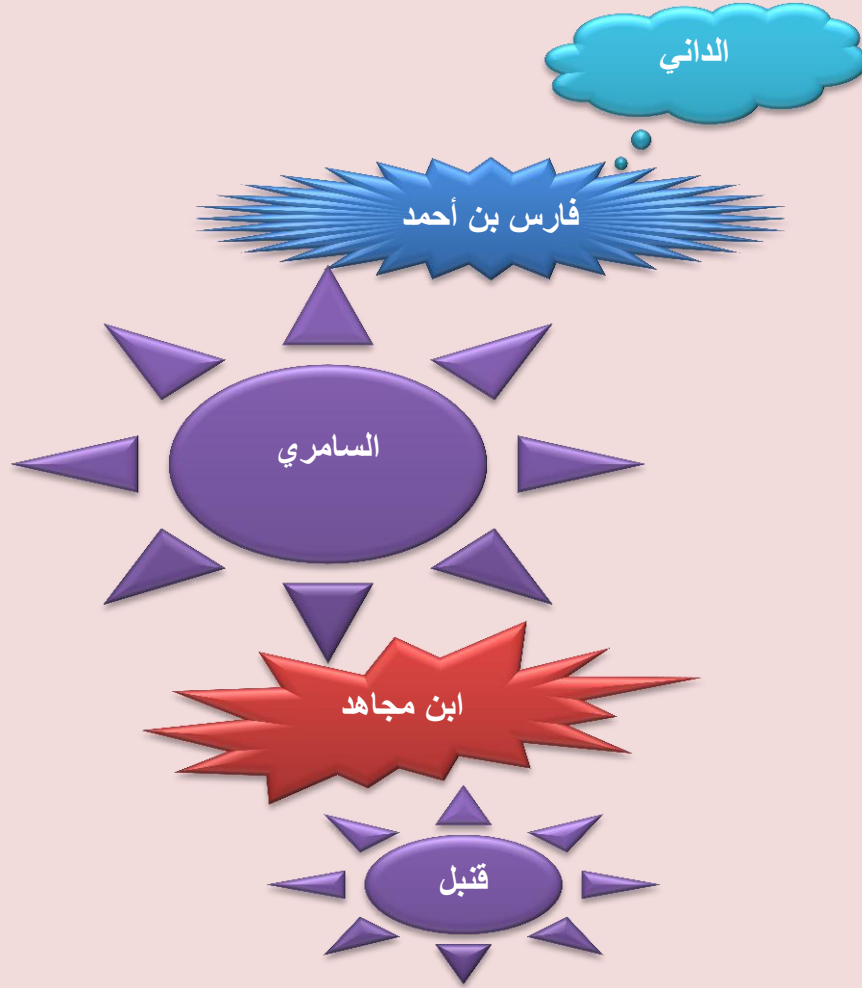 الداني
فارس بن أحمد
السامري
ابن مجاهد
قنبل